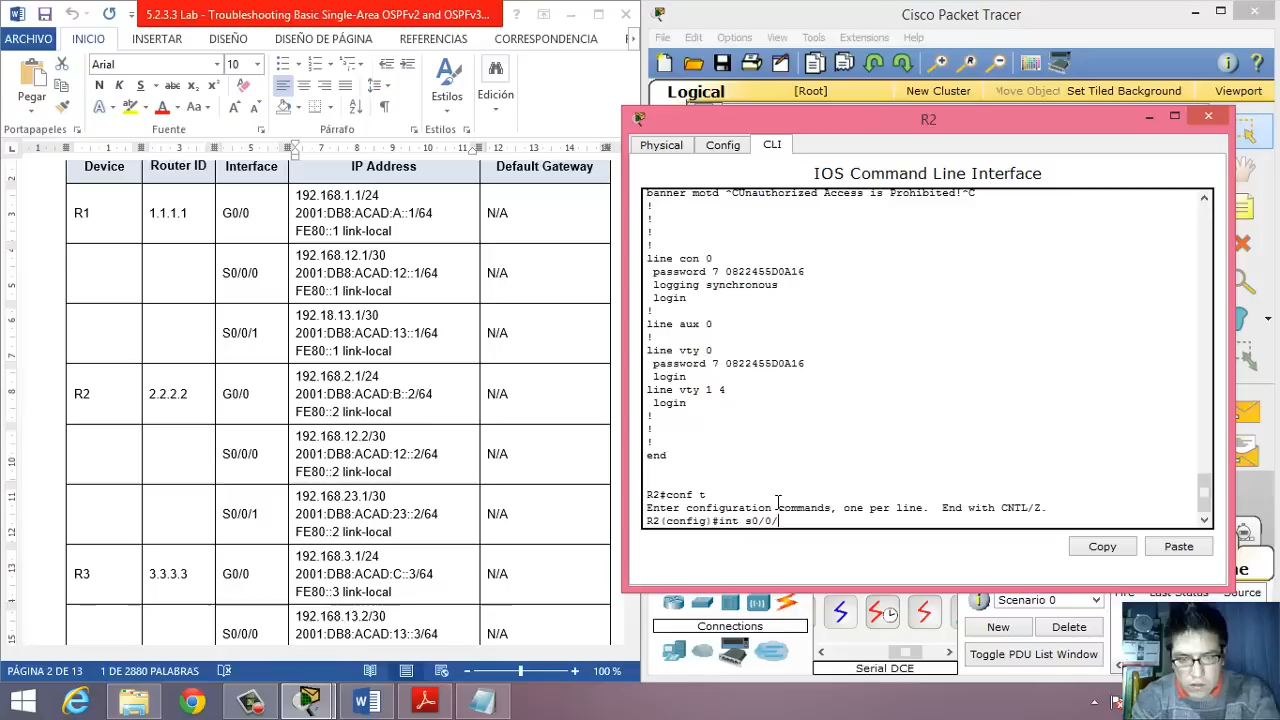 5.2.3.3 Lab - Troubleshooting Basic Single-Area OSPFv2 and OSPFv3...
ARCHIVO INICIO INSERTAR DISEÑO DISEÑO DE PÁGINA REFERENCIAS CORRESPONDENCIA
Arial 10
N K S abc x₂ x²
Pegar Estilos Edición
Portapapeles Fuente Párrafo Estilos
Device Router ID Interface IP Address Default Gateway
R1 1.1.1.1 G0/0 192.168.1.1/24 N/A
2001:DB8:ACAD:A::1/64
FE80::1 link-local
S0/0/0 192.168.12.1/30 N/A
2001:DB8:ACAD:12::1/64
FE80::1 link-local
S0/0/1 192.18.13.1/30 N/A
2001:DB8:ACAD:13::1/64
FE80::1 link-local
R2 2.2.2.2 G0/0 192.168.2.1/24 N/A
2001:DB8:ACAD:B::2/64
FE80::2 link-local
S0/0/0 192.168.12.2/30 N/A
2001:DB8:ACAD:12::2/64
FE80::2 link-local
S0/0/1 192.168.23.1/30 N/A
2001:DB8:ACAD:23::2/64
FE80::2 link-local
R3 3.3.3.3 G0/0 192.168.3.1/24 N/A
2001:DB8:ACAD:C::3/64
FE80::3 link-local
S0/0/0 192.168.13.2/30 N/A
2001:DB8:ACAD:13::3/64
PÁGINA 2 DE 13 1 DE 2880 PALABRAS 100 %
Cisco Packet Tracer
File Edit Options View Tools Extensions Help
Logical [Root] New Cluster Move Object Set Tiled Background Viewport
R2
Physical Config CLI
IOS Command Line Interface
banner motd ^CUnauthorized Access is Prohibited!^C
!
!
!
!
line con 0
password 7 0822455D0A16
logging synchronous
login
!
line aux 0
!
line vty 0
password 7 0822455D0A16
login
line vty 1 4
login
!
!
!
end
R2#conf t
Enter configuration commands, one per line. End with CNTL/Z.
R2(config)#int s0/0/
Copy Paste
Fire Last Status Source
Scenario 0
Connections New Delete
Toggle PDU List Window
Serial DCE